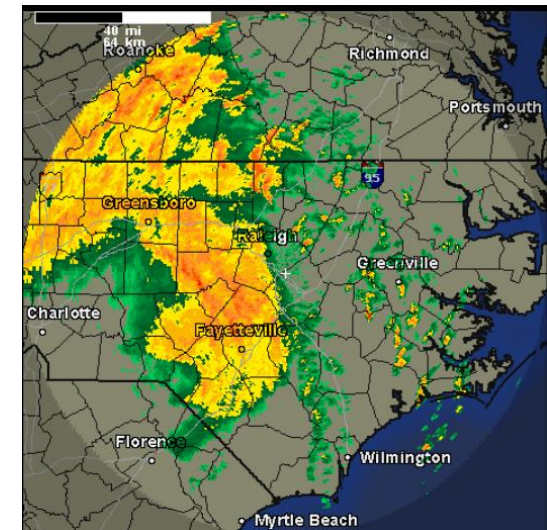 40 mi
64 km
Roanoke
Richmond
Portsmouth
95
Greensboro
Raleigh
Greenville
Charlotte
Fayetteville
Florence
Wilmington
Myrtle Beach